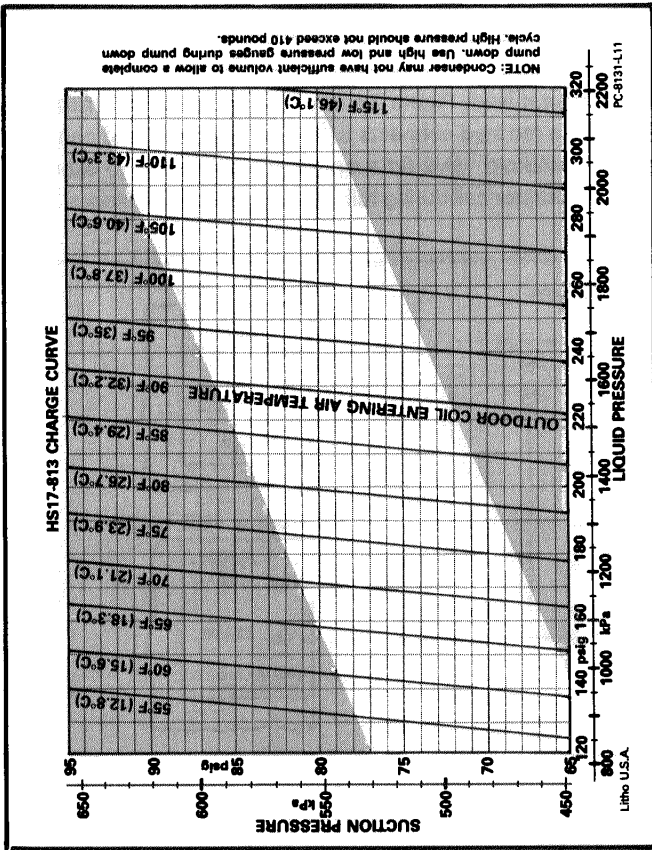 HS17-813 CHARGE CURVE
NOTE: Condenser may not have sufficient volume to allow a complete
pump down. Use high and low pressure gauges during pump down
cycle. High pressure should not exceed 410 pounds.
SUCTION PRESSURE
kPa
650
600
550
500
450
psig
95
90
85
80
75
70
65
55°F (12.8°C)
60°F (15.6°C)
65°F (18.3°C)
70°F (21.1°C)
75°F (23.9°C)
80°F (26.7°C)
85°F (29.4°C)
90°F (32.2°C)
95°F (35°C)
100°F (37.8°C)
105°F (40.6°C)
110°F (43.3°C)
115°F (46.1°C)
OUTDOOR COIL ENTERING AIR TEMPERATURE
120 140 psig 160 180 200 220 240 260 280 300 320
800 1000 kPa 1200 1400 1600 1800 2000 2200
LIQUID PRESSURE
Litho U.S.A.
PC-8131-L11